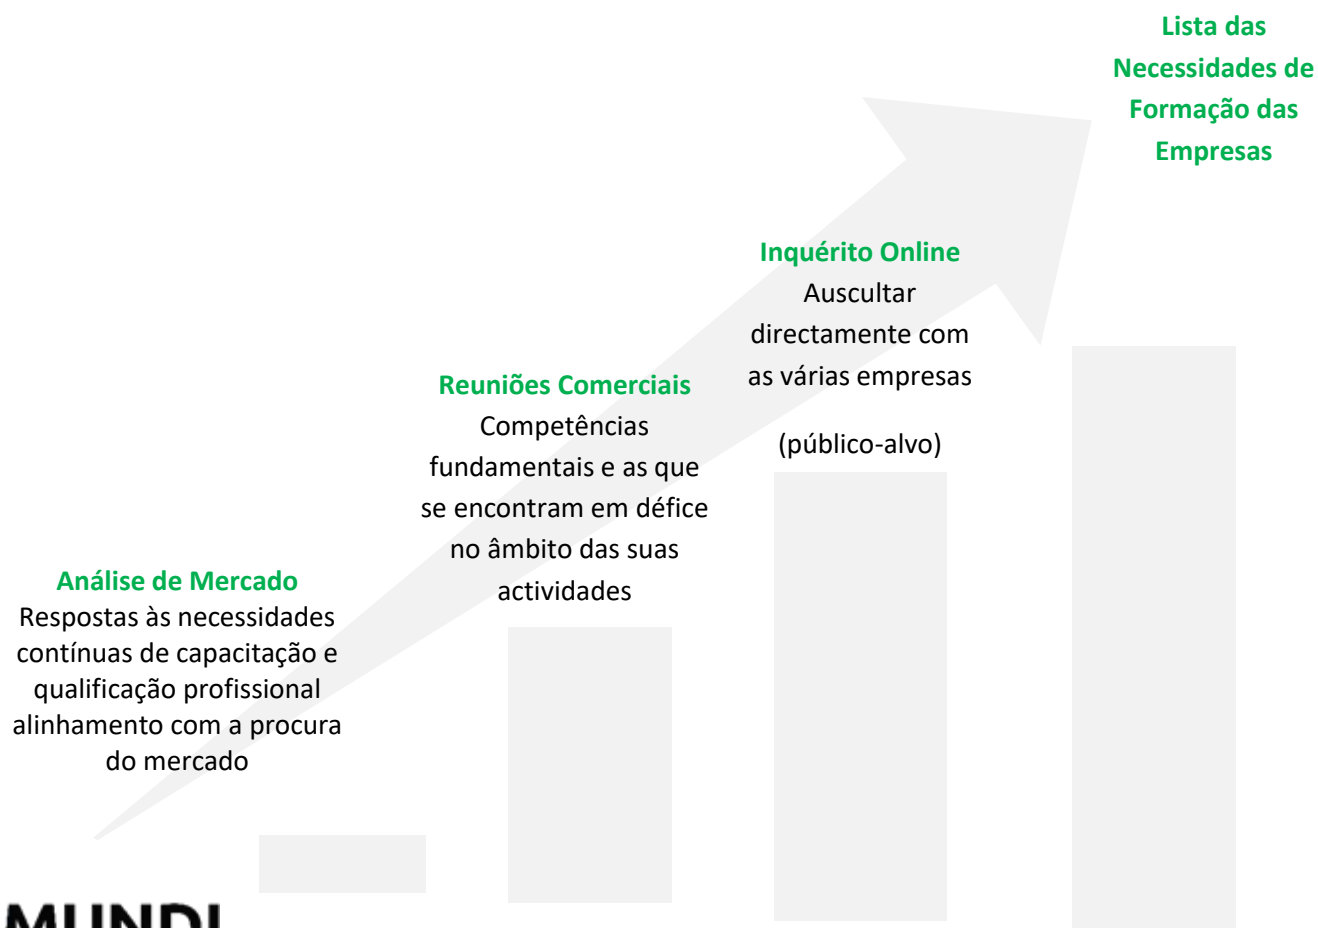 Lista das
Necessidades de
Formação das
Empresas
Inquérito Online
Auscultar
directamente com
as várias empresas
(público-alvo)
Reuniões Comerciais
Competências
fundamentais e as que
se encontram em défice
no âmbito das suas
actividades
Análise de Mercado
Respostas às necessidades
contínuas de capacitação e
qualificação profissional
alinhamento com a procura
do mercado
MUNDI